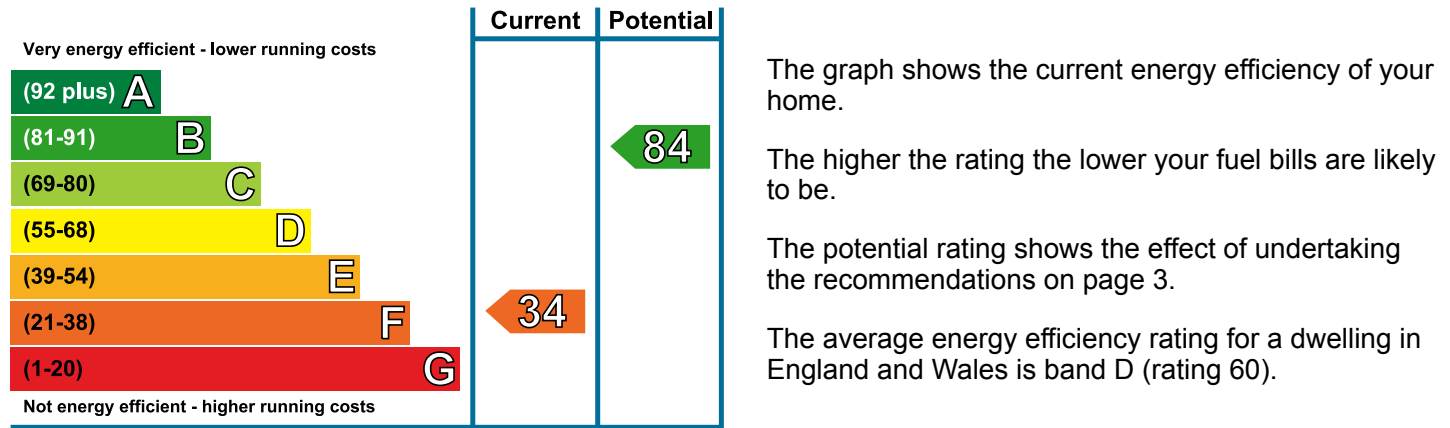 Current Potential
Very energy efficient - lower running costs
(92 plus) A
(81-91) B
84
(69-80) C
(55-68) D
(39-54) E
(21-38) F
34
(1-20) G
Not energy efficient - higher running costs
The graph shows the current energy efficiency of your
home.
The higher the rating the lower your fuel bills are likely
to be.
The potential rating shows the effect of undertaking
the recommendations on page 3.
The average energy efficiency rating for a dwelling in
England and Wales is band D (rating 60).